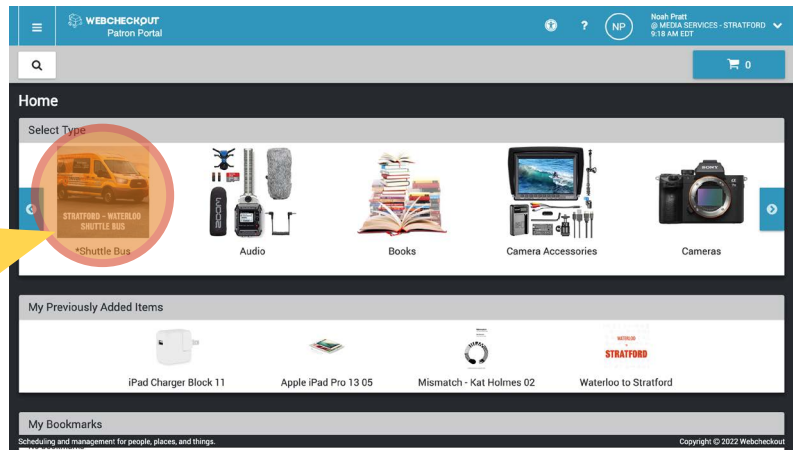 WEBCHECKOUT
Patron Portal
?
NP
Noah Pratt
@ MEDIA SERVICES - STRATFORD
9:18 AM EDT
0
Home
Select Type
STRATFORD - WATERLOO
SHUTTLE BUS
ZOOM
SONY
*Shuttle Bus
Audio
Books
Camera Accessories
Cameras
My Previously Added Items
WATERLOO
STRATFORD
iPad Charger Block 11
Apple iPad Pro 13 05
Mismatch - Kat Holmes 02
Waterloo to Stratford
My Bookmarks
Scheduling and management for people, places, and things.
Copyright © 2022 Webcheckout